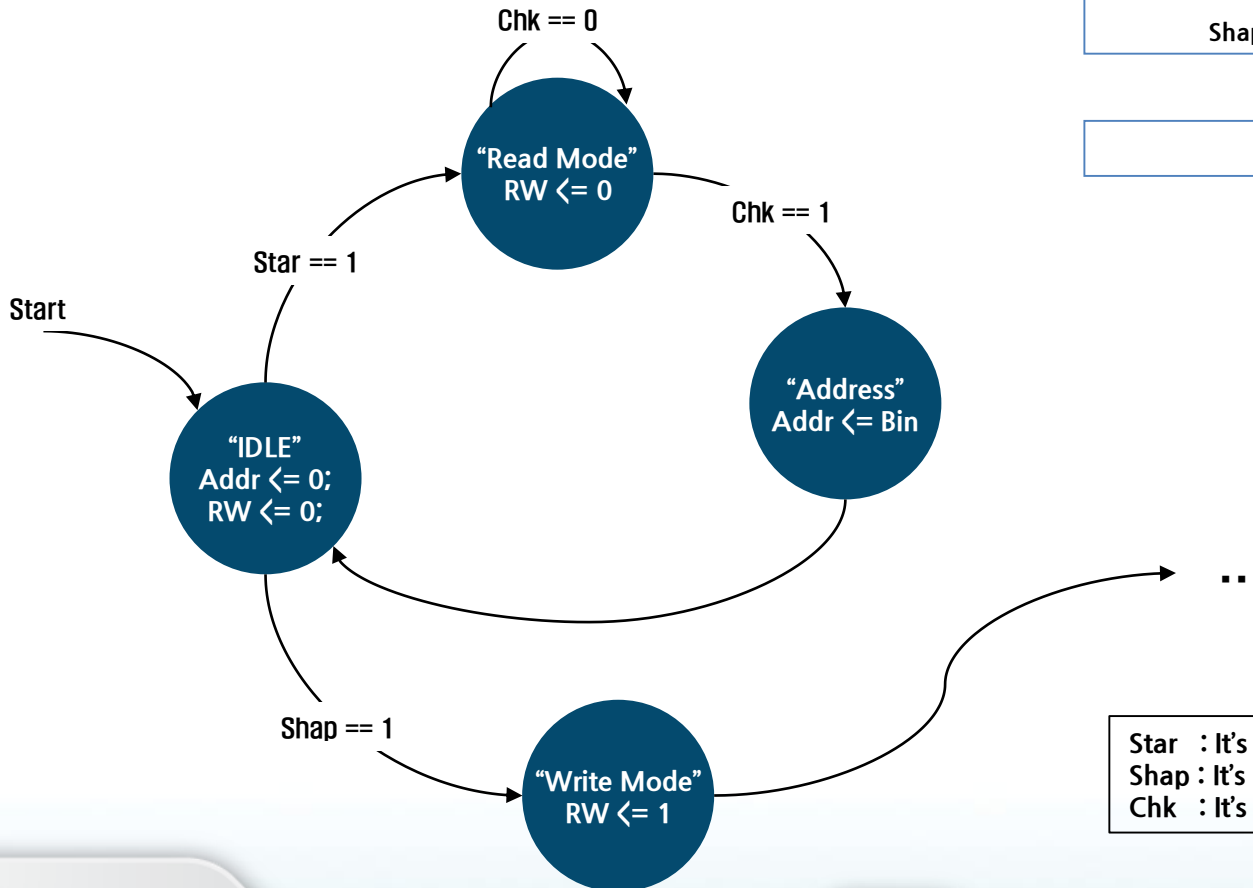 Chk == 0
Shap
“Read Mode”
RW <= 0
Chk == 1
Star == 1
Start
“Address”
Addr <= Bin
“IDLE”
Addr <= 0;
RW <= 0;
..
Shap == 1
Star : It’s
Shap : It’s
Chk : It’s
“Write Mode”
RW <= 1